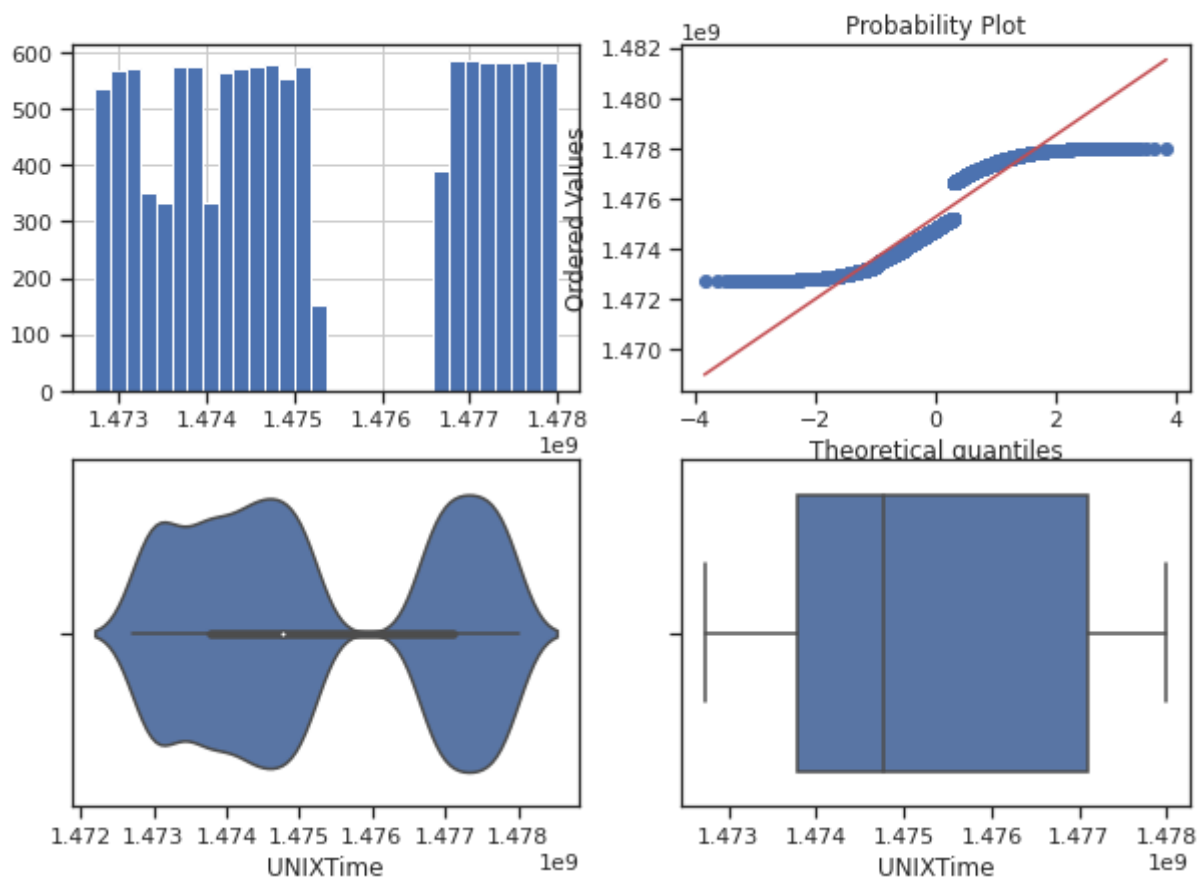 600
500
400
300
200
100
0
1.473 1.474 1.475 1.476 1.477 1.478
1e9
Probability Plot
1e9
1.482
1.480
1.478
1.476
1.474
1.472
1.470
Ordered Values
−4 −2 0 2 4
Theoretical quantiles
1.472 1.473 1.474 1.475 1.476 1.477 1.478
1e9
UNIXTime
1.473 1.474 1.475 1.476 1.477 1.478
1e9
UNIXTime